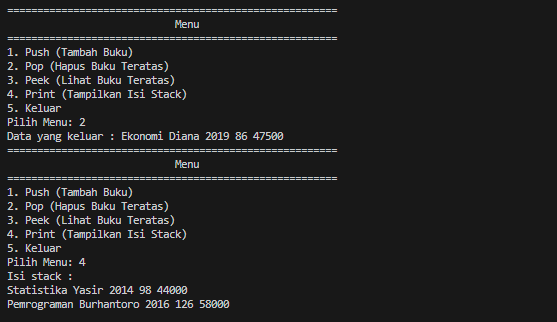 =======================================================
Menu
=======================================================
1. Push (Tambah Buku)
2. Pop (Hapus Buku Teratas)
3. Peek (Lihat Buku Teratas)
4. Print (Tampilkan Isi Stack)
5. Keluar
Pilih Menu: 2
Data yang keluar : Ekonomi Diana 2019 86 47500
=======================================================
Menu
=======================================================
1. Push (Tambah Buku)
2. Pop (Hapus Buku Teratas)
3. Peek (Lihat Buku Teratas)
4. Print (Tampilkan Isi Stack)
5. Keluar
Pilih Menu: 4
Isi stack :
Statistika Yasir 2014 98 44000
Pemrograman Burhantoro 2016 126 58000